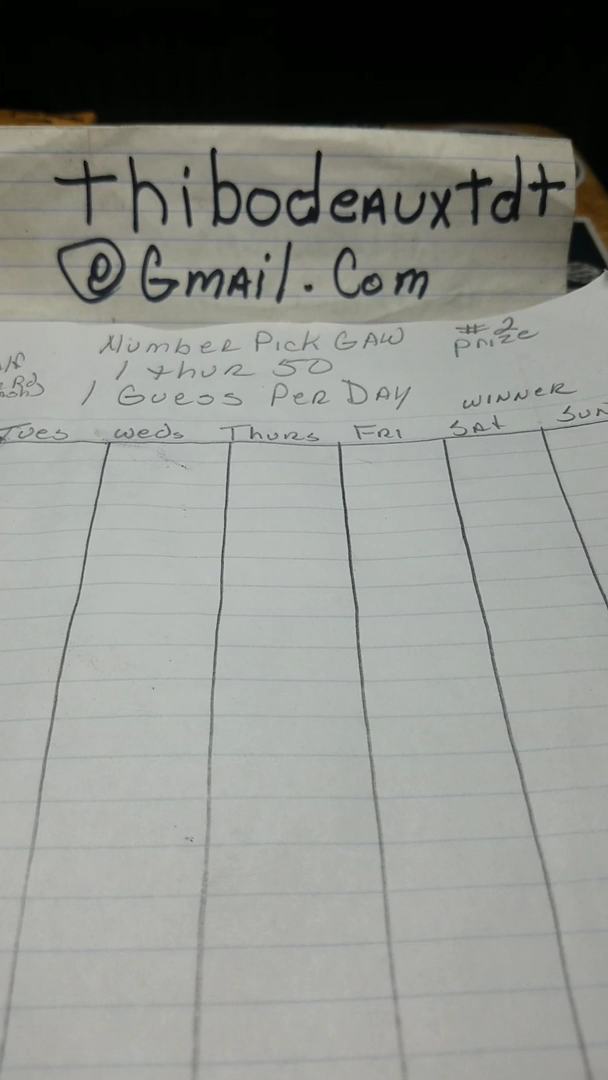 thibodeauxtdt
@Gmail.com
Number Pick GAW #2
1 thur 50 Prize
1 Guess Per Day WINNER
Tues Weds Thurs FRI SAt SUN